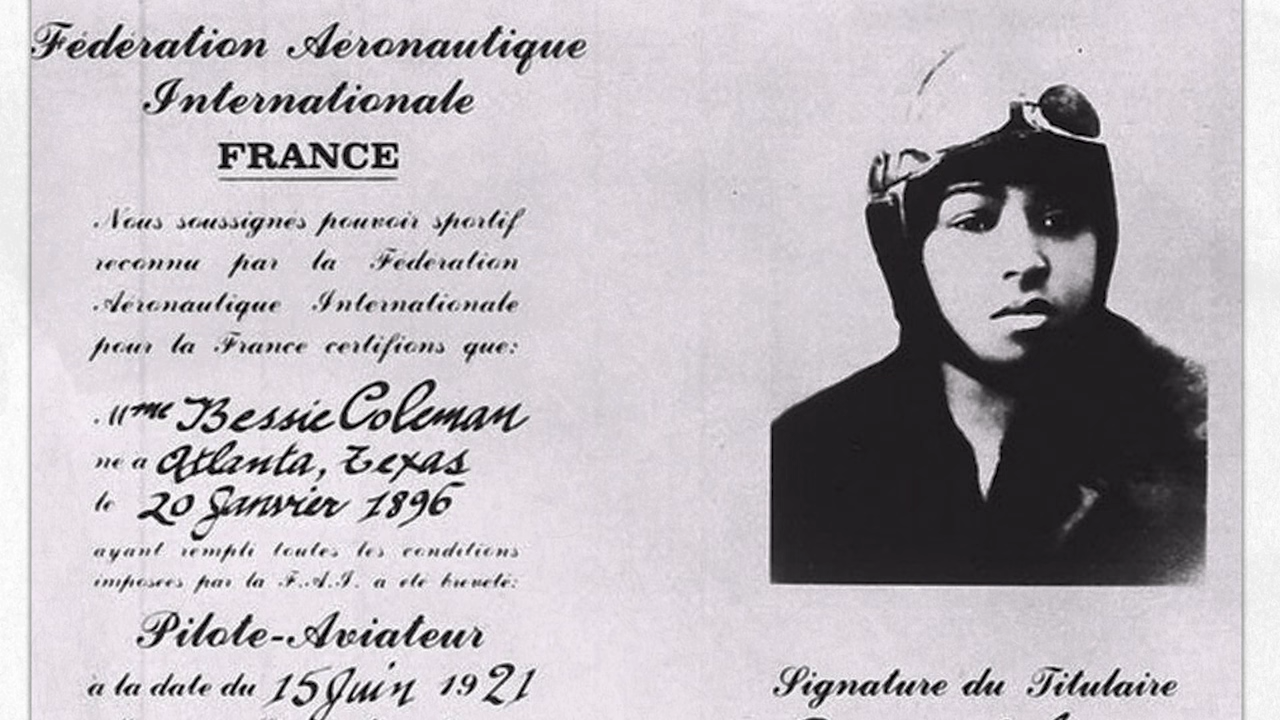 Fédération Aéronautique
Internationale
FRANCE
Nous soussignés pouvoir sportif
reconnu par la Fédération
Aéronautique Internationale
pour la France certifions que:
Mme Bessie Coleman
né à Atlanta, Texas
le 20 Janvier 1896
ayant rempli toutes les conditions
imposées par la F.A.I. a été breveté:
Pilote-Aviateur
à la date du 15 Juin 1921
Signature du Titulaire